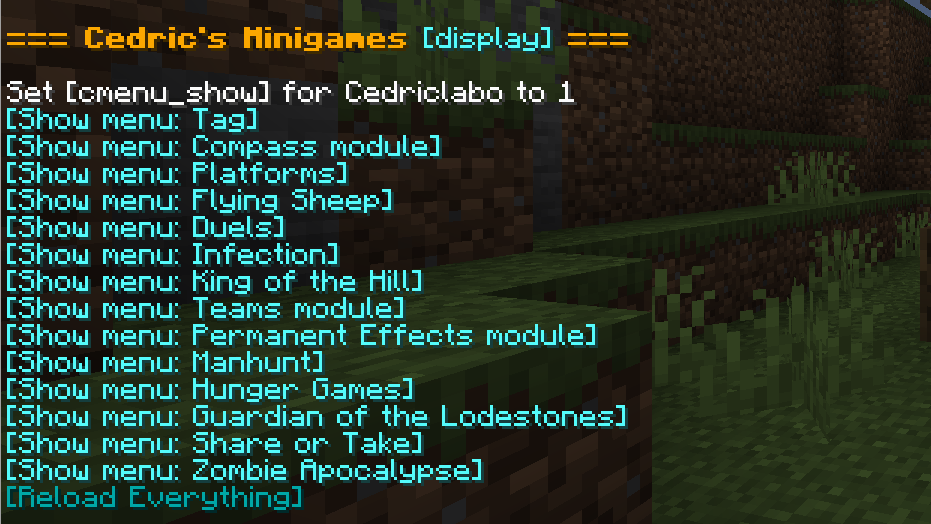 === Cedric's Minigames [display] ===
Set [cmenu_show] for Cedriclabo to 1
[Show menu: Tag]
[Show menu: Compass module]
[Show menu: Platforms]
[Show menu: Flying Sheep]
[Show menu: Duels]
[Show menu: Infection]
[Show menu: King of the Hill]
[Show menu: Teams module]
[Show menu: Permanent Effects module]
[Show menu: Manhunt]
[Show menu: Hunger Games]
[Show menu: Guardian of the Lodestones]
[Show menu: Share or Take]
[Show menu: Zombie Apocalypse]
[Reload Everything]